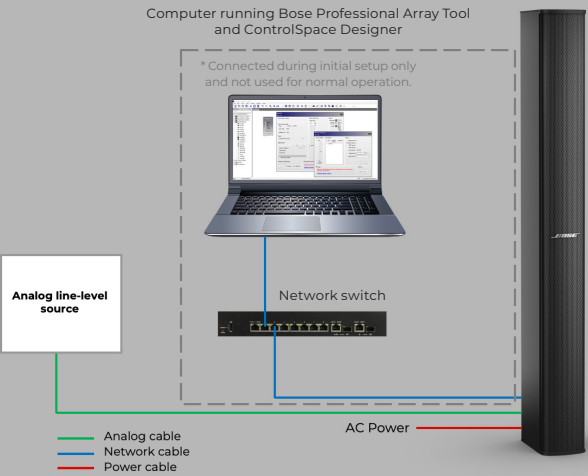 Computer running Bose Professional Array Tool
and ControlSpace Designer
* Connected during initial setup only
and not used for normal operation.
BOSE
Analog line-level
source
Network switch
AC Power
Analog cable
Network cable
Power cable